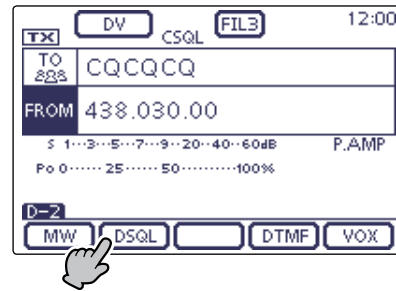 TX DV CSQL FIL3 12:00
TO CQCQCQ
FROM 438.030.00
S 1···3···5···7···9··20··40··60dB P.AMP
Po 0······25······50·········100%
D-2
MW DSQL DTMF VOX